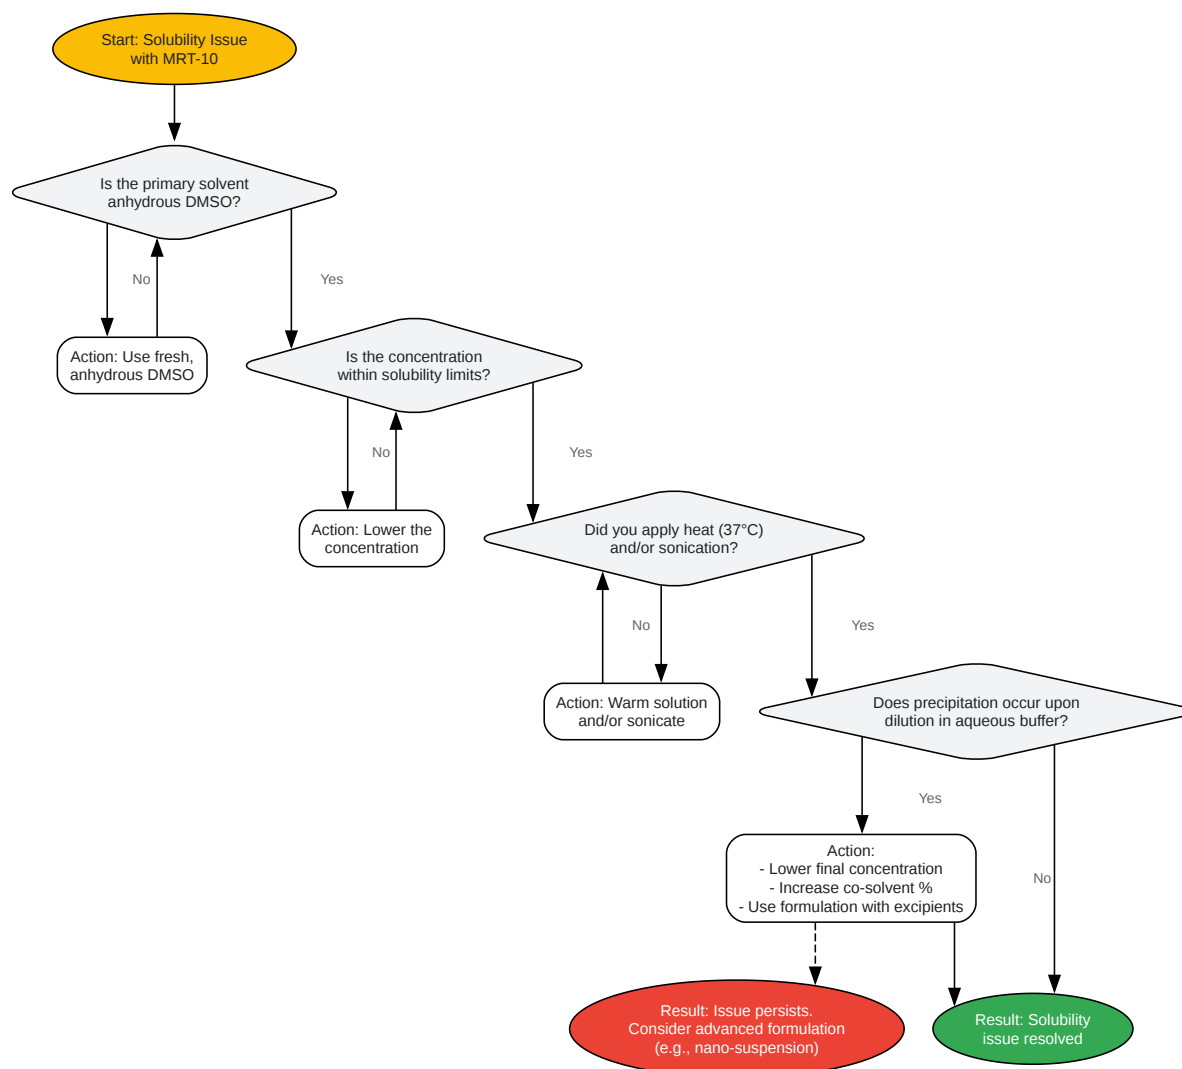 Start: Solubility Issue
with MRT-10
Is the primary solvent
anhydrous DMSO?
No
Yes
Action: Use fresh,
anhydrous DMSO
Is the concentration
within solubility limits?
No
Yes
Action: Lower the
concentration
Did you apply heat (37°C)
and/or sonication?
No
Yes
Action: Warm solution
and/or sonicate
Does precipitation occur upon
dilution in aqueous buffer?
Yes
No
Action:
- Lower final concentration
- Increase co-solvent %
- Use formulation with excipients
Result: Issue persists.
Consider advanced formulation
(e.g., nano-suspension)
Result: Solubility
issue resolved